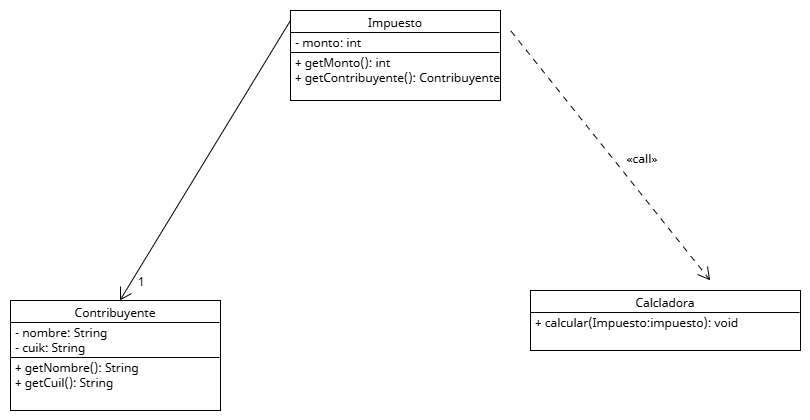 Impuesto
- monto: int
+ getMonto(): int
+ getContribuyente(): Contribuyente
«call»
1
Contribuyente
- nombre: String
- cuik: String
+ getNombre(): String
+ getCuil(): String
Calcladora
+ calcular(Impuesto:impuesto): void